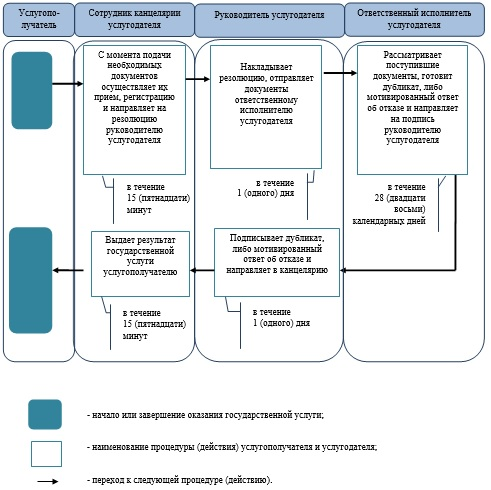 Услугопо-
лучатель
Сотрудник канцелярии
услугодателя
Руководитель услугодателя
Ответственный исполнитель
услугодателя
С момента подачи
необходимых
документов
осуществляет их
прием, регистрацию
и направляет на
резолюцию
руководителю
услугодателя
Накладывает
резолюцию, отправляет
документы
ответственному
исполнителю
услугодателя
Рассматривает
поступившие
документы, готовит
дубликат, либо
мотивированный ответ
об отказе и направляет
на подпись
руководителю
услугодателя
в течение
15 (пятнадцати)
минут
в течение
1 (одного) дня
в течение
28 (двадцати
восьми)
календарных дней
Выдает результат
государственной
услуги
услугополучателю
Подписывает дубликат,
либо мотивированный
ответ об отказе и
направляет в канцелярию
в течение
15 (пятнадцати)
минут
в течение
1 (одного) дня
- начало или завершение оказания государственной услуги;
- наименование процедуры (действия) услугополучателя и услугодателя;
- переход к следующей процедуре (действию).